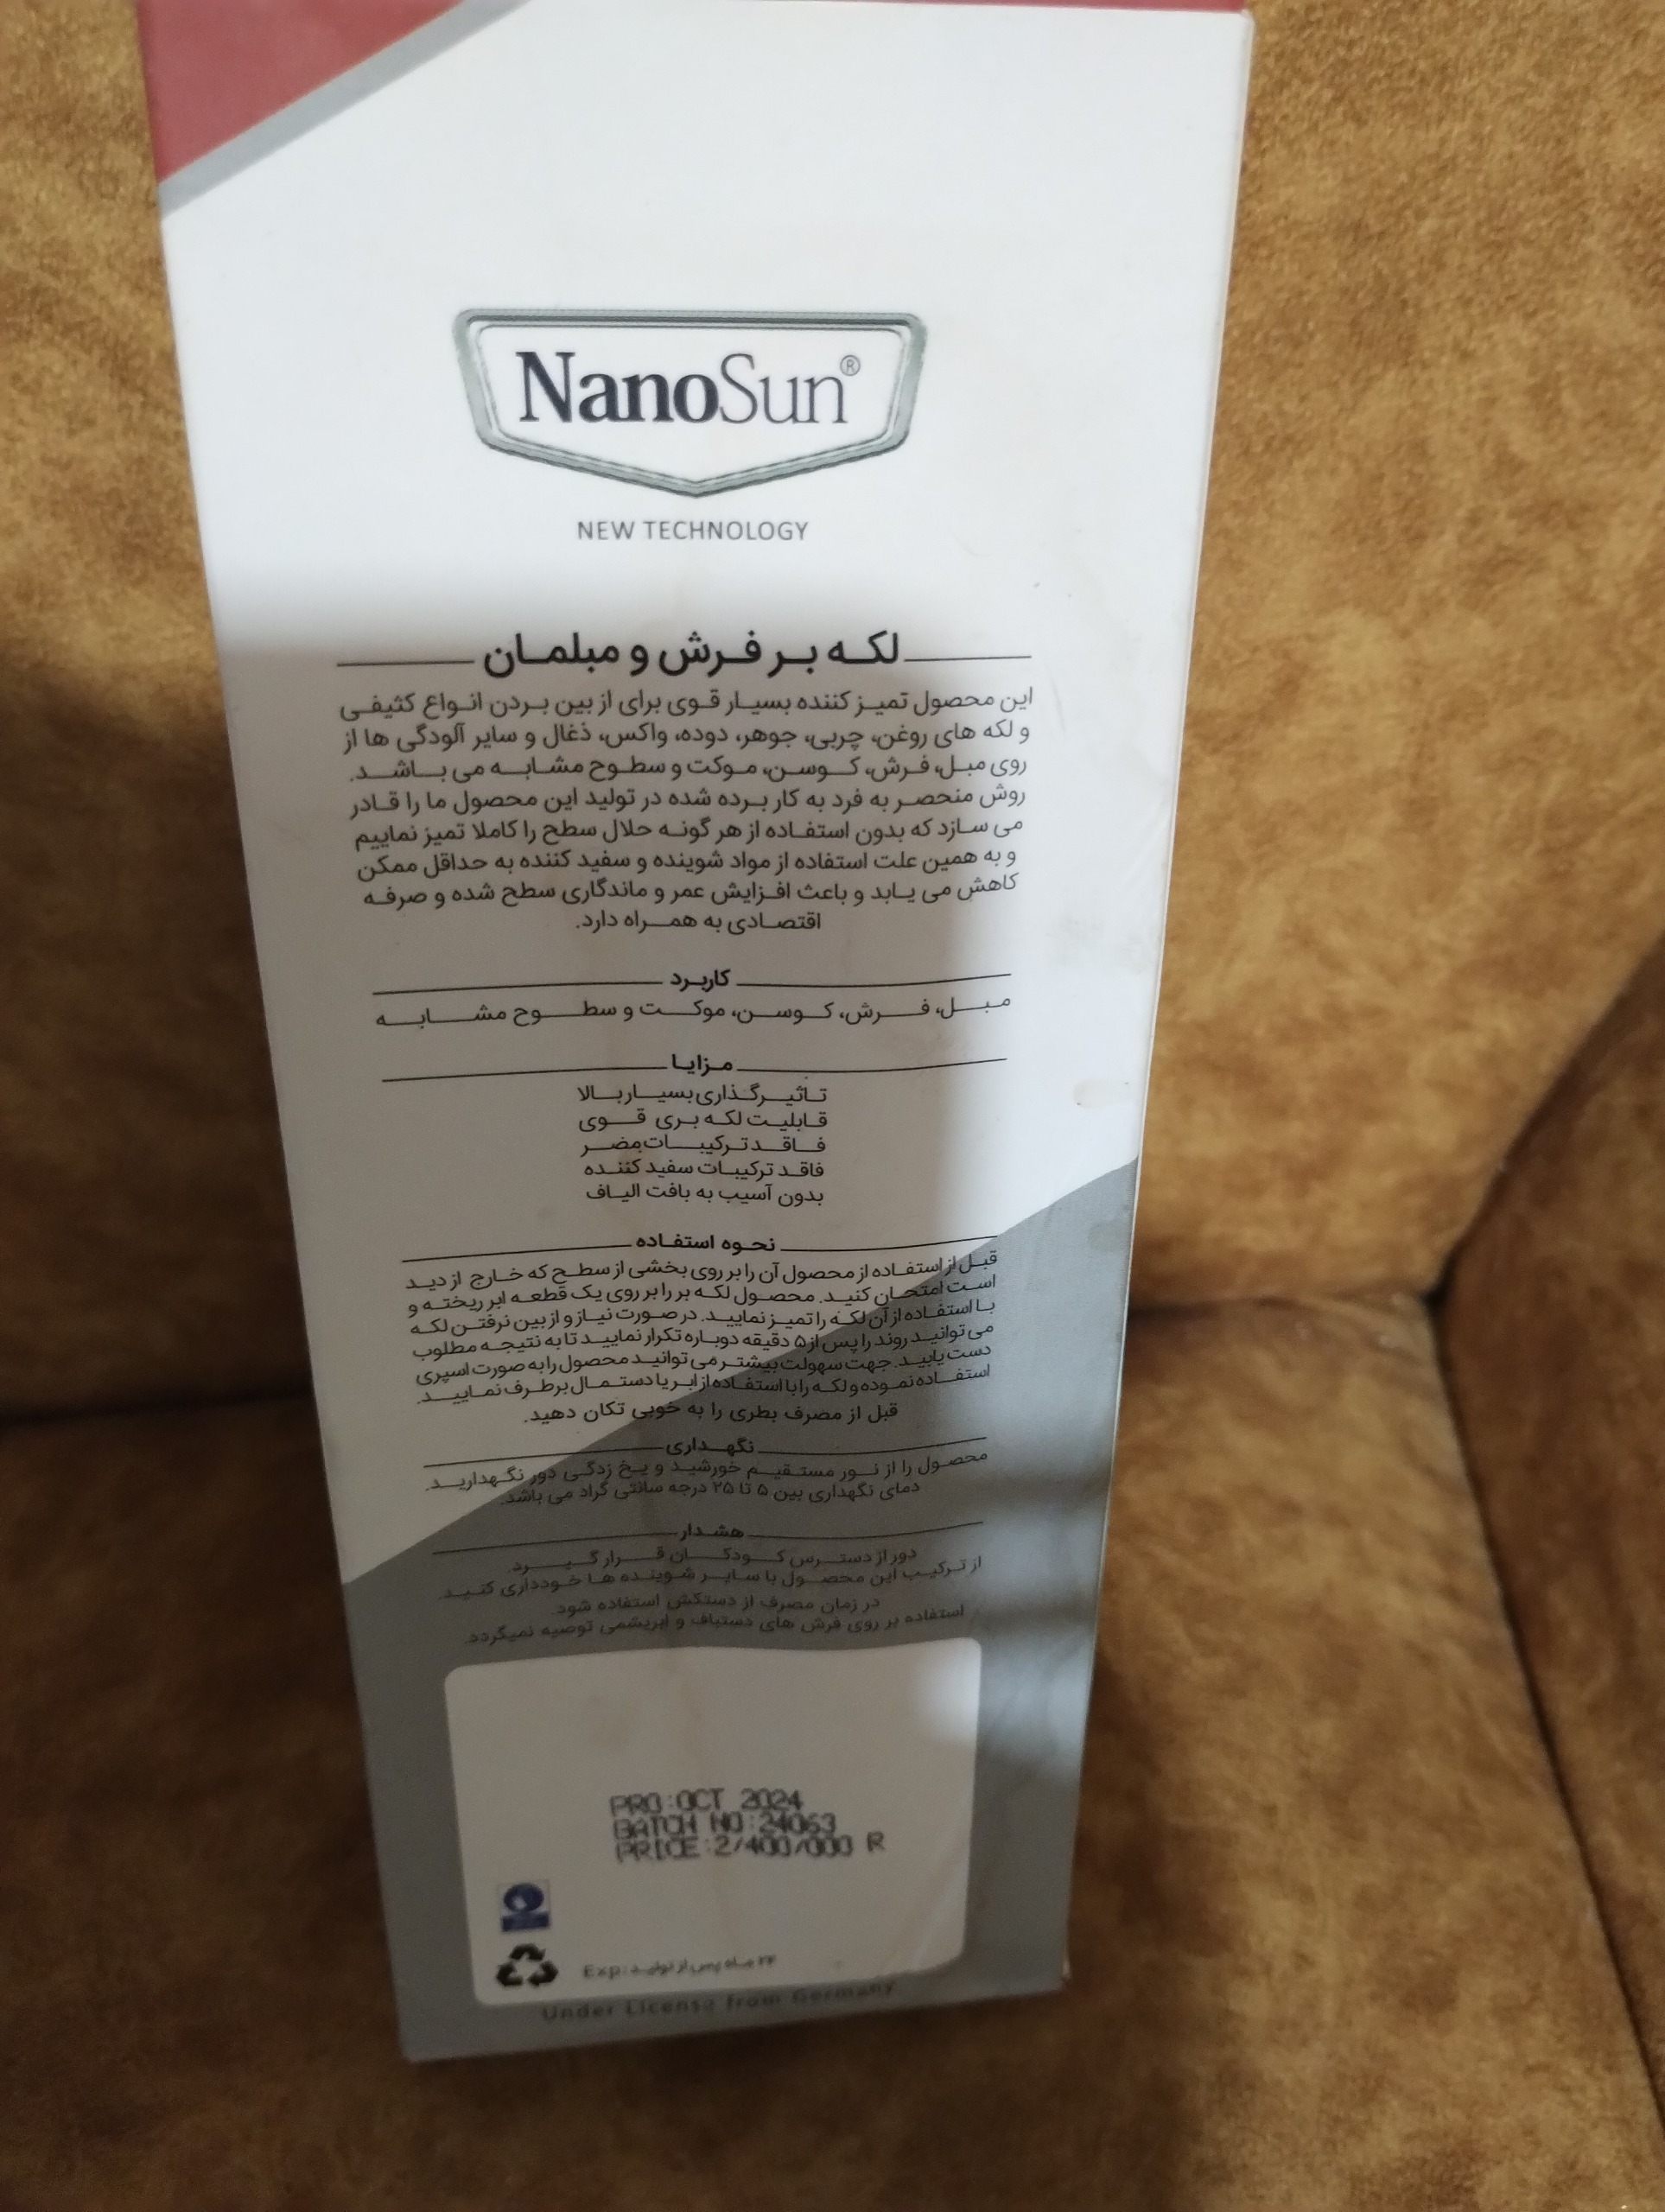 NanoSun®
NEW TECHNOLOGY
لکه بر فرش و مبلمان
این محصول تمیز کننده بسیار قوی برای از بین بردن انواع کثیفی
و لکه های روغن، چربی، جوهر، دوده، واکس، ذغال و سایر آلودگی ها از
روی مبل، فرش، کوسن، موکت و سطوح مشابه می باشد.
روش منحصر به فرد به کار برده شده در تولید این محصول ما را قادر
می سازد که بدون استفاده از هر گونه حلال سطح را کاملا تمیز نماییم
و به همین علت استفاده از مواد شوینده و سفید کننده به حداقل ممکن
کاهش می یابد و باعث افزایش عمر و ماندگاری سطح شده و صرفه
اقتصادی به همراه دارد.
کاربرد
مبل، فرش، کوسن، موکت و سطوح مشابه
مزایا
تاثیرگذاری بسیار بالا
قابلیت لکه بری قوی
فاقد ترکیبات مضر
فاقد ترکیبات سفید کننده
بدون آسیب به بافت الیاف
نحوه استفاده
قبل از استفاده از محصول آن را بر روی بخشی از سطح که خارج از دید
است امتحان کنید. محصول لکه بر را بر روی یک قطعه ابر ریخته و
با استفاده از آن لکه را تمیز نمایید. در صورت نیاز و از بین نرفتن لکه
می توانید روند را پس از ۵ دقیقه دوباره تکرار نمایید تا به نتیجه مطلوب
دست یابید. جهت سهولت بیشتر می توانید محصول را به صورت اسپری
استفاده نموده و لکه را با استفاده از ابر یا دستمال برطرف نمایید.
قبل از مصرف بطری را به خوبی تکان دهید.
نگهداری
محصول را از نور مستقیم خورشید و یخ زدگی دور نگهدارید.
دمای نگهداری بین ۵ تا ۲۵ درجه سانتی گراد می باشد.
هشدار
دور از دسترس کودکان قرار گیرد.
از ترکیب این محصول با سایر شوینده ها خودداری کنید.
در زمان مصرف از دستکش استفاده شود.
استفاده بر روی فرش های دستباف و ابریشمی توصیه نمیگردد.
PRO:OCT 2024
BATCH NO:24063
PRICE:2/400/000 R
Exp: ۲۴ ماه پس از تولید
Under License from Germany